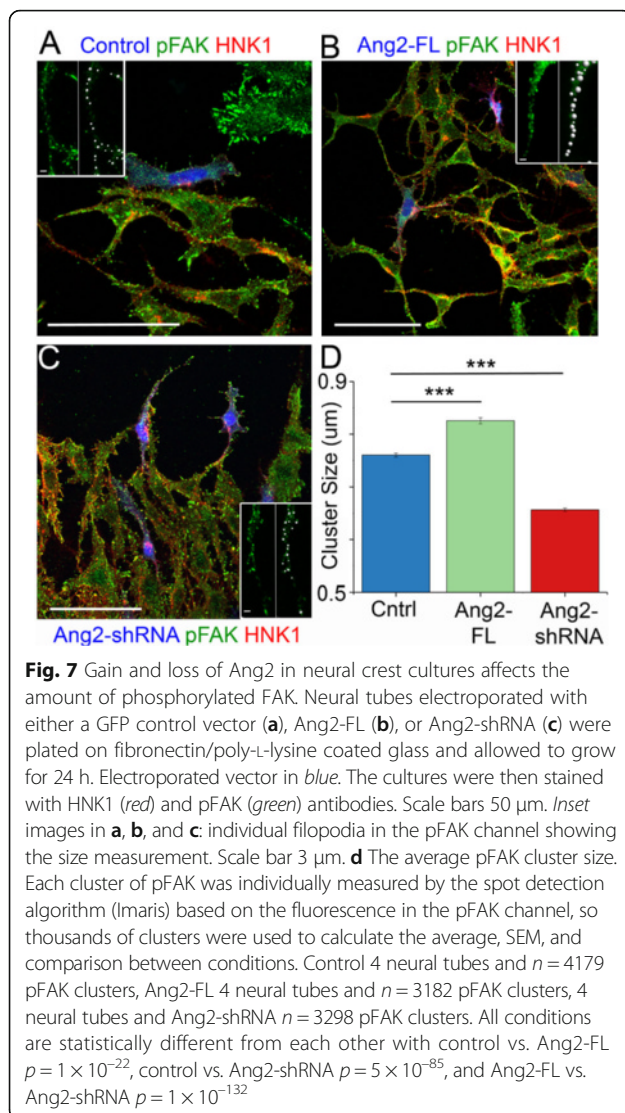 A
Control pFAK HNK1
B
Ang2-FL pFAK HNK1
C
Ang2-shRNA pFAK HNK1
D
***
***
0.9
Cluster Size (um)
0.5
Cntrl
Ang2-
FL
Ang2-
shRNA
Fig. 7 Gain and loss of Ang2 in neural crest cultures affects the
amount of phosphorylated FAK. Neural tubes electroporated with
either a GFP control vector (a), Ang2-FL (b), or Ang2-shRNA (c) were
plated on fibronectin/poly-L-lysine coated glass and allowed to grow
for 24 h. Electroporated vector in blue. The cultures were then stained
with HNK1 (red) and pFAK (green) antibodies. Scale bars 50 μm. Inset
images in a, b, and c: individual filopodia in the pFAK channel showing
the size measurement. Scale bar 3 μm. d The average pFAK cluster size.
Each cluster of pFAK was individually measured by the spot detection
algorithm (Imaris) based on the fluorescence in the pFAK channel, so
thousands of clusters were used to calculate the average, SEM, and
comparison between conditions. Control 4 neural tubes and n = 4179
pFAK clusters, Ang2-FL 4 neural tubes and n = 3182 pFAK clusters, 4
neural tubes and Ang2-shRNA n = 3298 pFAK clusters. All conditions
are statistically different from each other with control vs. Ang2-FL
p = 1 × 10⁻²², control vs. Ang2-shRNA p = 5 × 10⁻⁸⁵, and Ang2-FL vs.
Ang2-shRNA p = 1 × 10⁻¹³²